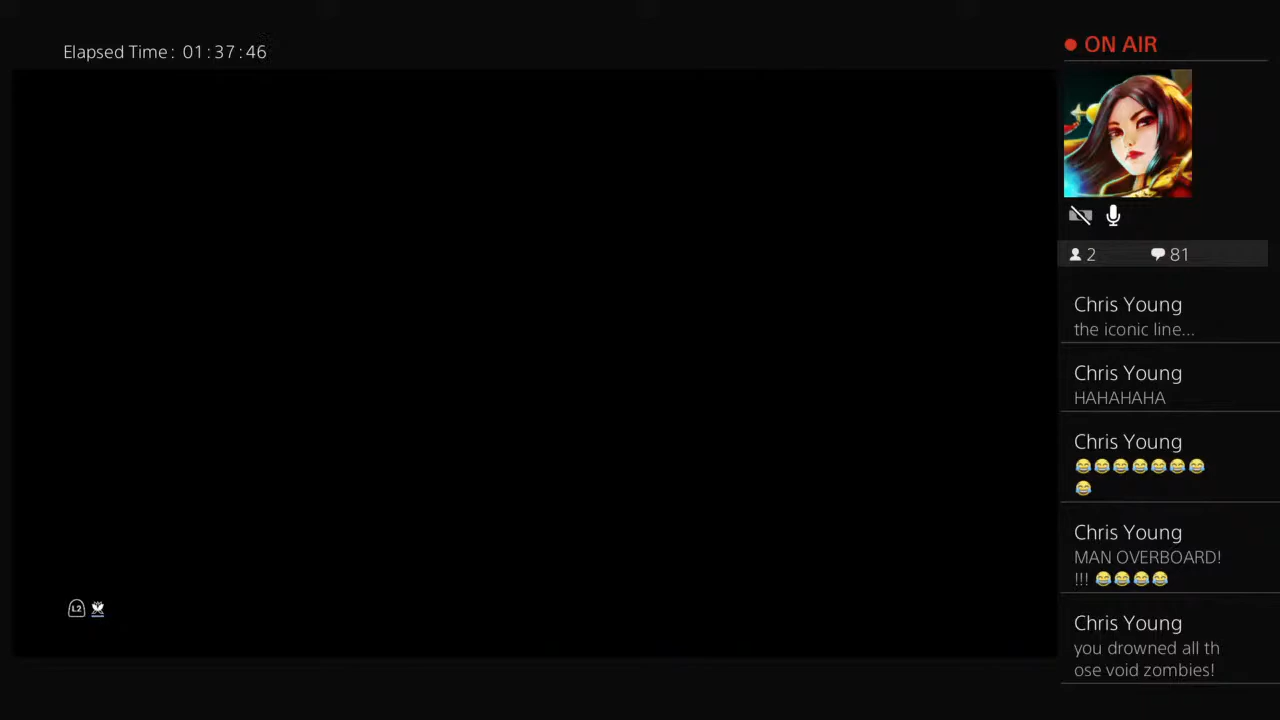 Elapsed Time: 01:37:46
ON AIR
2 81
Chris Young
the iconic line...
Chris Young
HAHAHAHA
Chris Young
😂😂😂😂😂😂😂
😂
Chris Young
MAN OVERBOARD!
!!! 😂😂😂😂
Chris Young
you drowned all th
ose void zombies!
L2